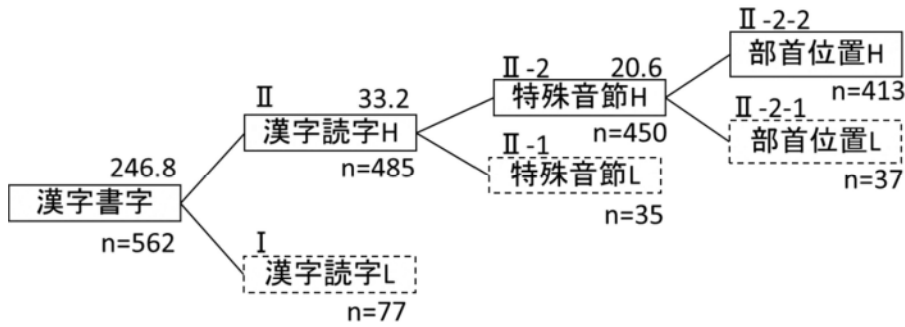 漢字書字
246.8
n=562
Ⅱ
漢字読字H
33.2
n=485
Ⅰ
漢字読字L
n=77
Ⅱ-2
特殊音節H
20.6
n=450
Ⅱ-1
特殊音節L
n=35
Ⅱ-2-2
部首位置H
n=413
Ⅱ-2-1
部首位置L
n=37